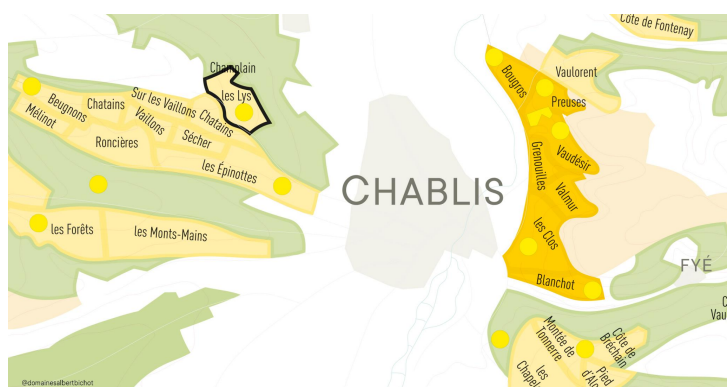 Côte de Fontenay
Champlain
les Lys
Beugnons
Chatains
Sur les Vaillons
Chatains
Mélinot
Vaillons
Roncières
Sécher
les Épinottes
les Forêts
les Monts-Mains
CHABLIS
Bougros
Vaulorent
Preuses
Grenouilles
Vaudésir
Valmur
les Clos
Blanchot
FYÉ
Montée de
Tonnerre
Côte de
Bréchain
les
Pied
@domainesalbertbichot